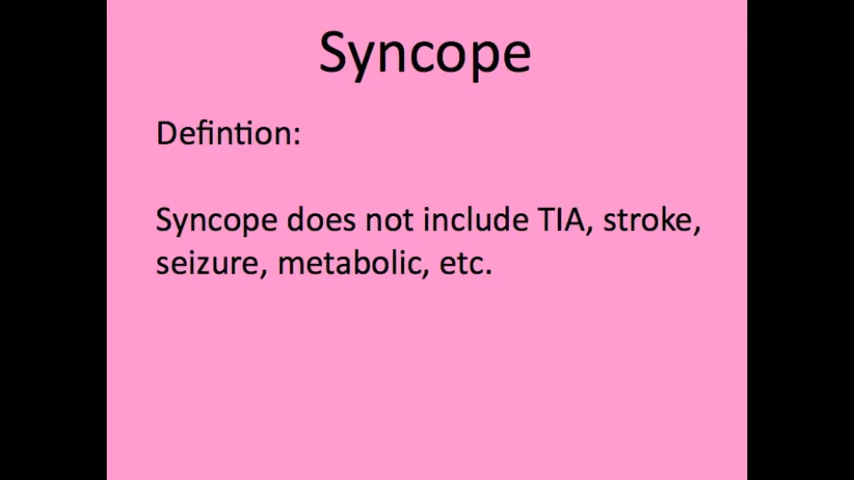 Syncope
Defintion:
Syncope does not include TIA, stroke,
seizure, metabolic, etc.